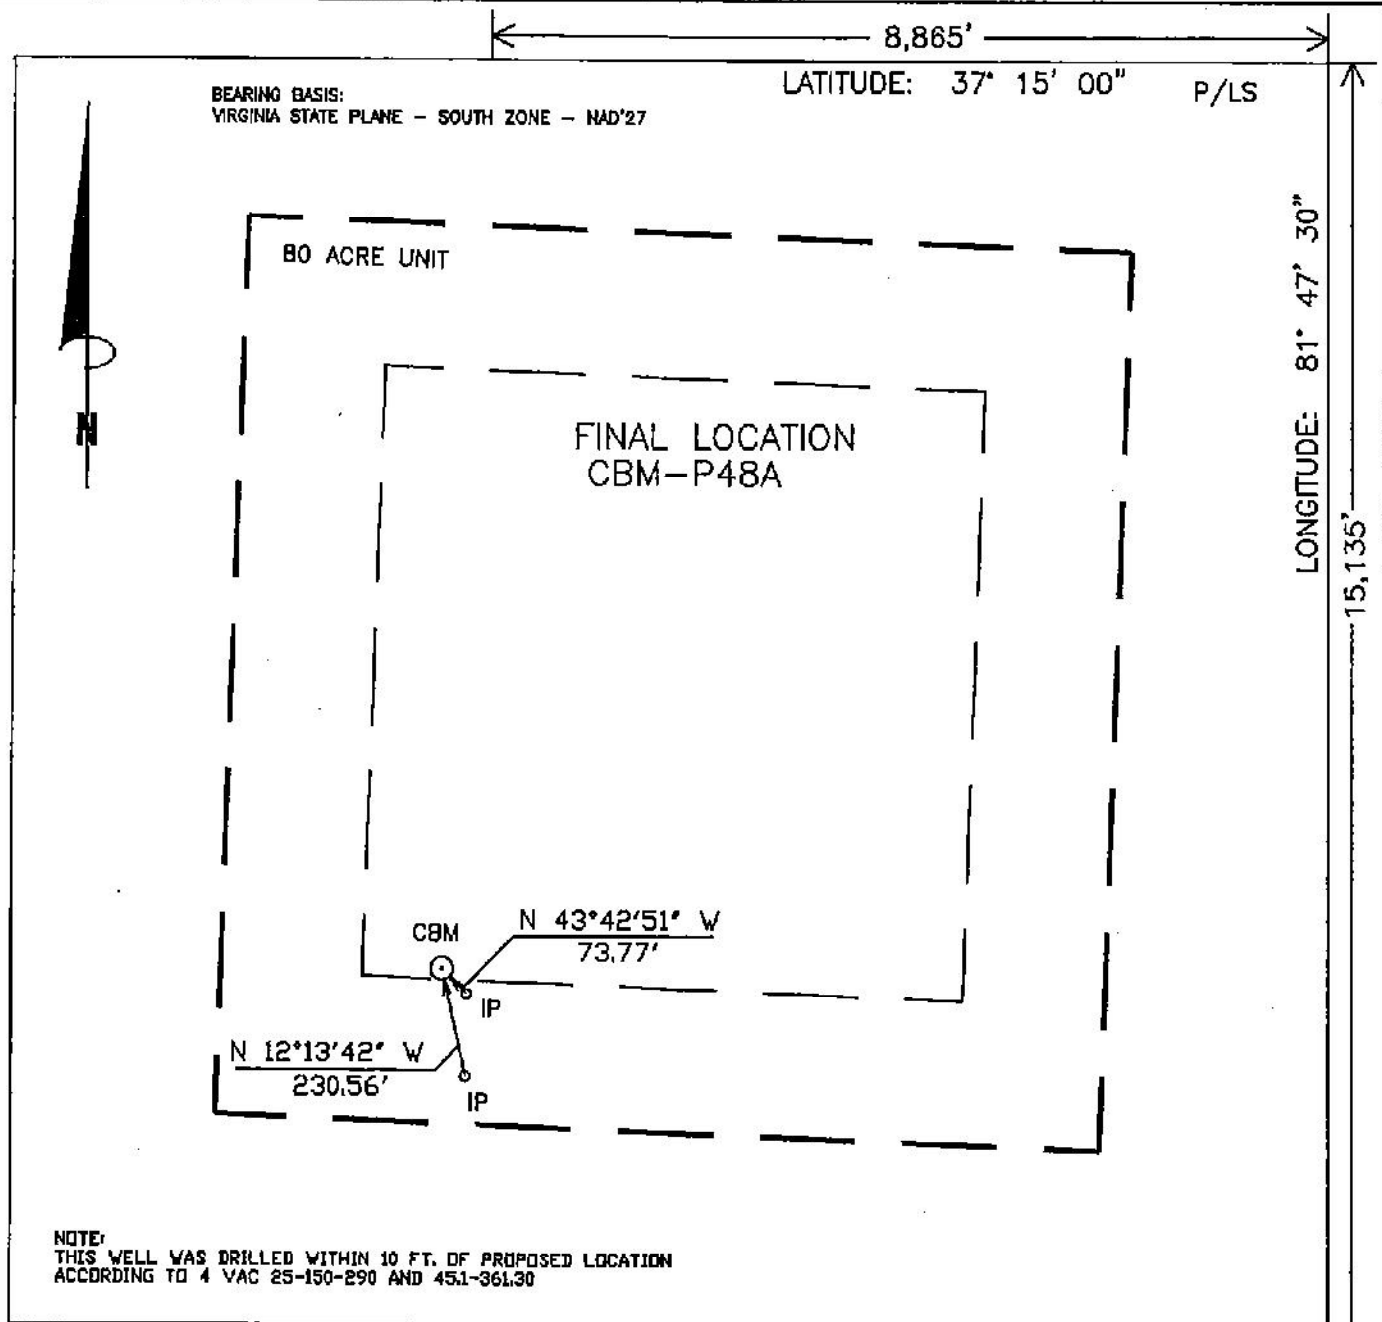 8,865'
LATITUDE: 37° 15' 00"
P/LS
BEARING BASIS:
VIRGINIA STATE PLANE – SOUTH ZONE – NAD'27
80 ACRE UNIT
LONGITUDE: 81° 47' 30"
15,135'
N
FINAL LOCATION
CBM–P48A
CBM
N 43°42'51" W
73.77'
IP
N 12°13'42" W
230.56'
IP
NOTE:
THIS WELL WAS DRILLED WITHIN 10 FT. OF PROPOSED LOCATION
ACCORDING TO 4 VAC 25-150-290 AND 45.1-361.30